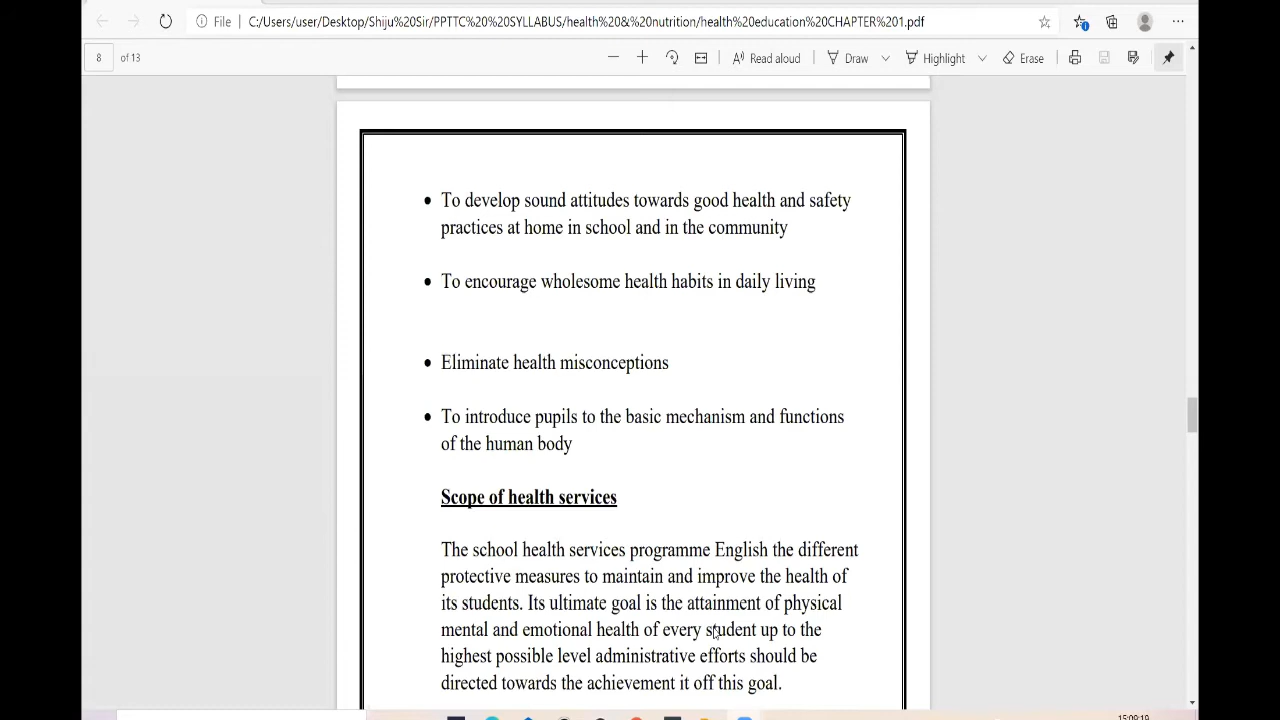 File C:/Users/user/Desktop/Shiju%20Sir/PPTTC%20%20SYLLABUS/health%20&%20nutrition/health%20education%20CHAPTER%201.pdf
8 of 13 Read aloud Draw Highlight Erase
• To develop sound attitudes towards good health and safety
practices at home in school and in the community
• To encourage wholesome health habits in daily living
• Eliminate health misconceptions
• To introduce pupils to the basic mechanism and functions
of the human body
Scope of health services
The school health services programme English the different
protective measures to maintain and improve the health of
its students. Its ultimate goal is the attainment of physical
mental and emotional health of every student up to the
highest possible level administrative efforts should be
directed towards the achievement it off this goal.
15:09:19